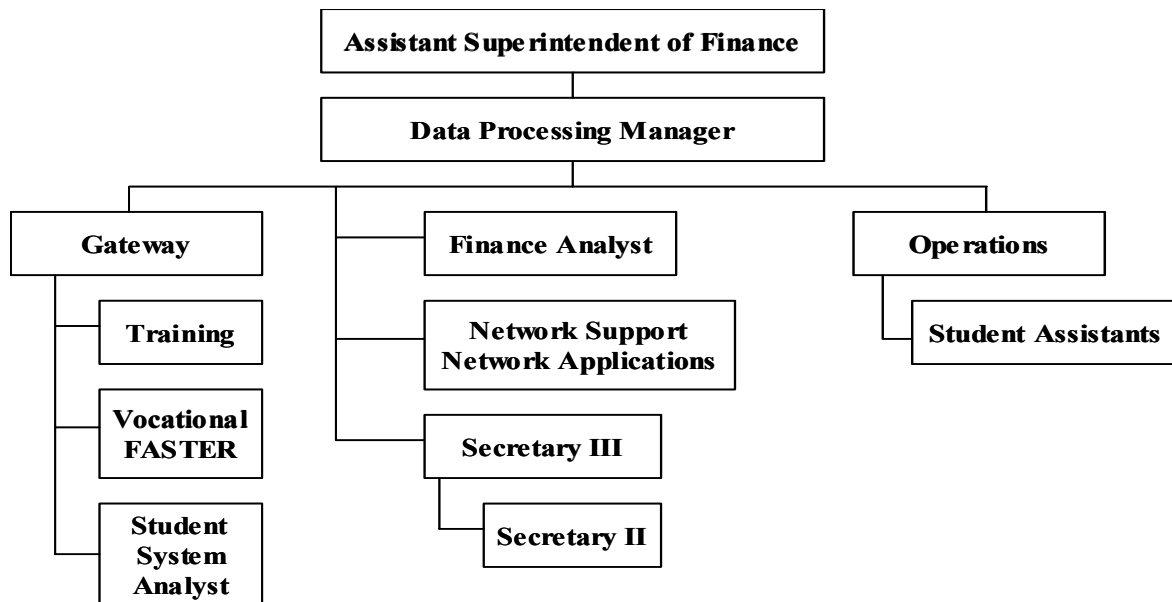 Assistant Superintendent of Finance
Data Processing Manager
Gateway
Training
Vocational
FASTER
Student
System
Analyst
Finance Analyst
Network Support
Network Applications
Secretary III
Secretary II
Operations
Student Assistants